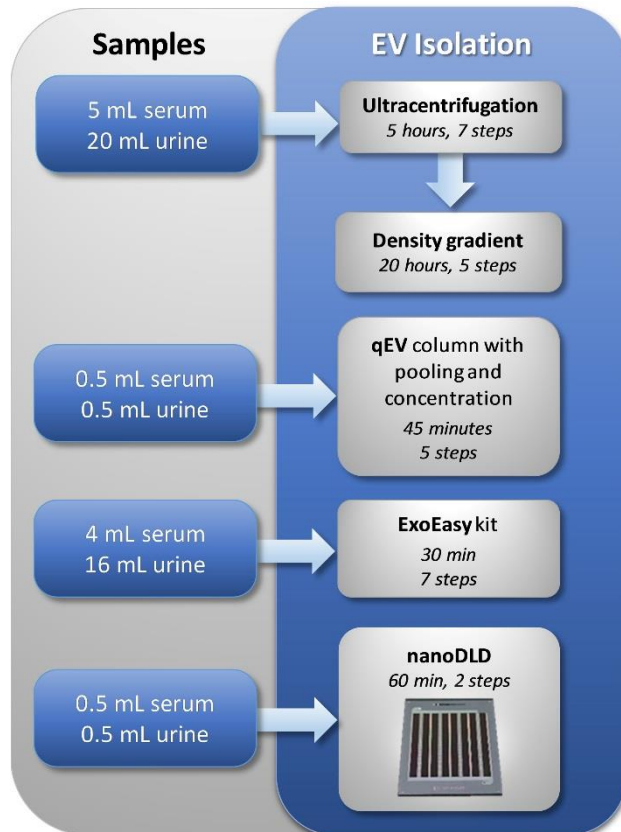 Samples
EV Isolation
5 mL serum
20 mL urine
Ultracentrifugation
5 hours, 7 steps
Density gradient
20 hours, 5 steps
0.5 mL serum
0.5 mL urine
qEV column with
pooling and
concentration
45 minutes
5 steps
4 mL serum
16 mL urine
ExoEasy kit
30 min
7 steps
0.5 mL serum
0.5 mL urine
nanoDLD
60 min, 2 steps